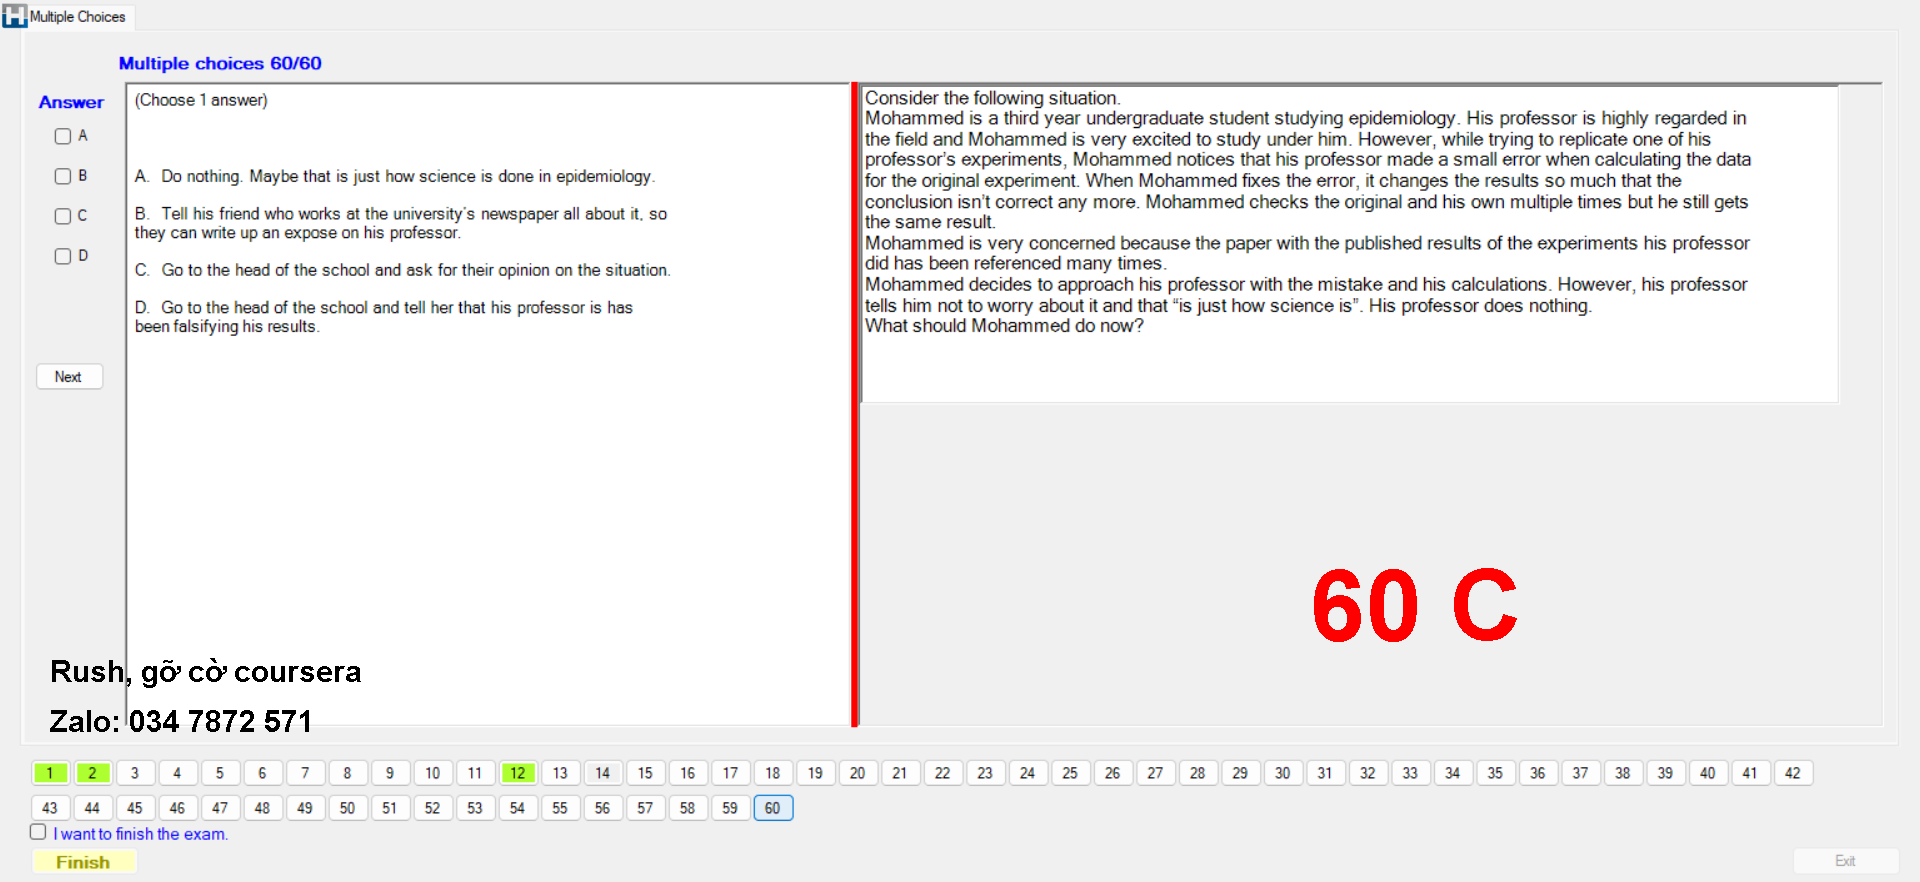 Multiple Choices
Multiple choices 60/60
Answer
A
B
C
D
Next
(Choose 1 answer)
A. Do nothing. Maybe that is just how science is done in epidemiology.
B. Tell his friend who works at the university's newspaper all about it, so
they can write up an expose on his professor.
C. Go to the head of the school and ask for their opinion on the situation.
D. Go to the head of the school and tell her that his professor is has
been falsifying his results.
Consider the following situation.
Mohammed is a third year undergraduate student studying epidemiology. His professor is highly regarded in
the field and Mohammed is very excited to study under him. However, while trying to replicate one of his
professor's experiments, Mohammed notices that his professor made a small error when calculating the data
for the original experiment. When Mohammed fixes the error, it changes the results so much that the
conclusion isn't correct any more. Mohammed checks the original and his own multiple times but he still gets
the same result.
Mohammed is very concerned because the paper with the published results of the experiments his professor
did has been referenced many times.
Mohammed decides to approach his professor with the mistake and his calculations. However, his professor
tells him not to worry about it and that “is just how science is”. His professor does nothing.
What should Mohammed do now?
60 C
Rush, gỡ cờ coursera
Zalo: 034 7872 571
1 2 3 4 5 6 7 8 9 10 11 12 13 14 15 16 17 18 19 20 21 22 23 24 25 26 27 28 29 30 31 32 33 34 35 36 37 38 39 40 41 42
43 44 45 46 47 48 49 50 51 52 53 54 55 56 57 58 59 60
I want to finish the exam.
Finish
Exit